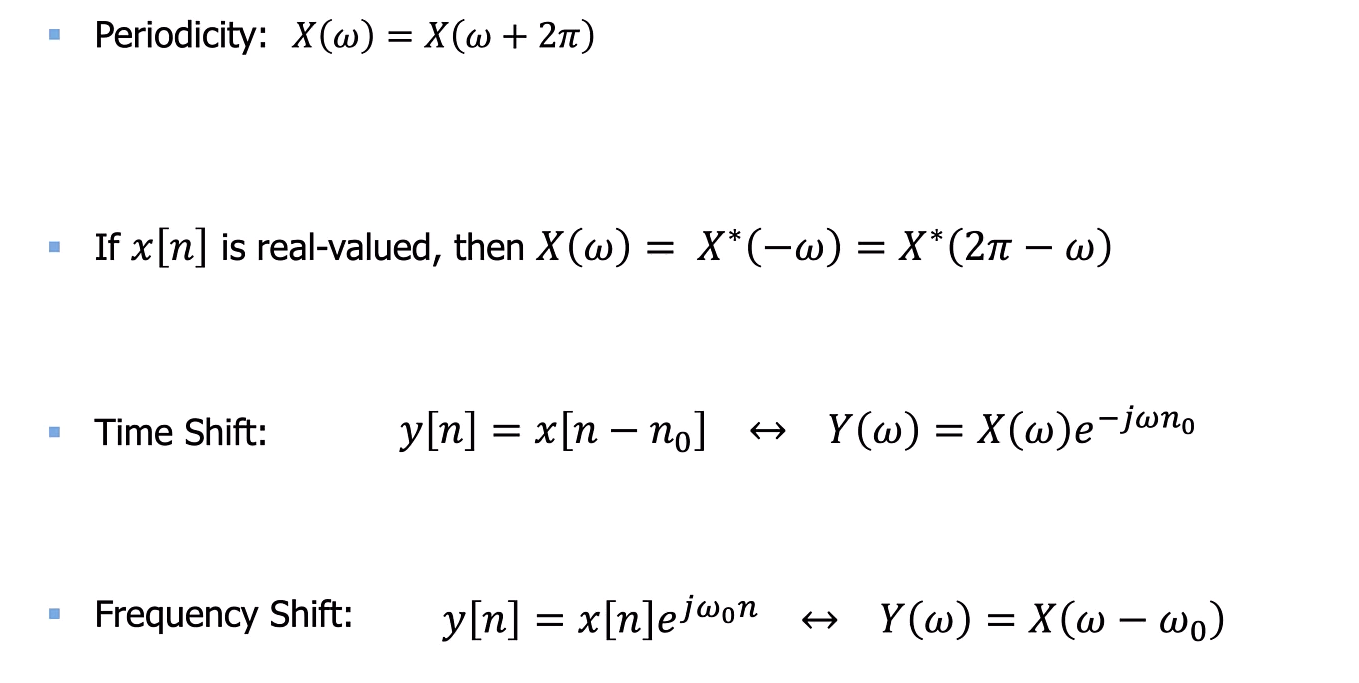 ▪ Periodicity: X(ω) = X(ω + 2π)
▪ If x[n] is real-valued, then X(ω) = X*(−ω) = X*(2π − ω)
▪ Time Shift: y[n] = x[n − n₀] ↔ Y(ω) = X(ω)e^{−jωn₀}
▪ Frequency Shift: y[n] = x[n]e^{jω₀n} ↔ Y(ω) = X(ω − ω₀)